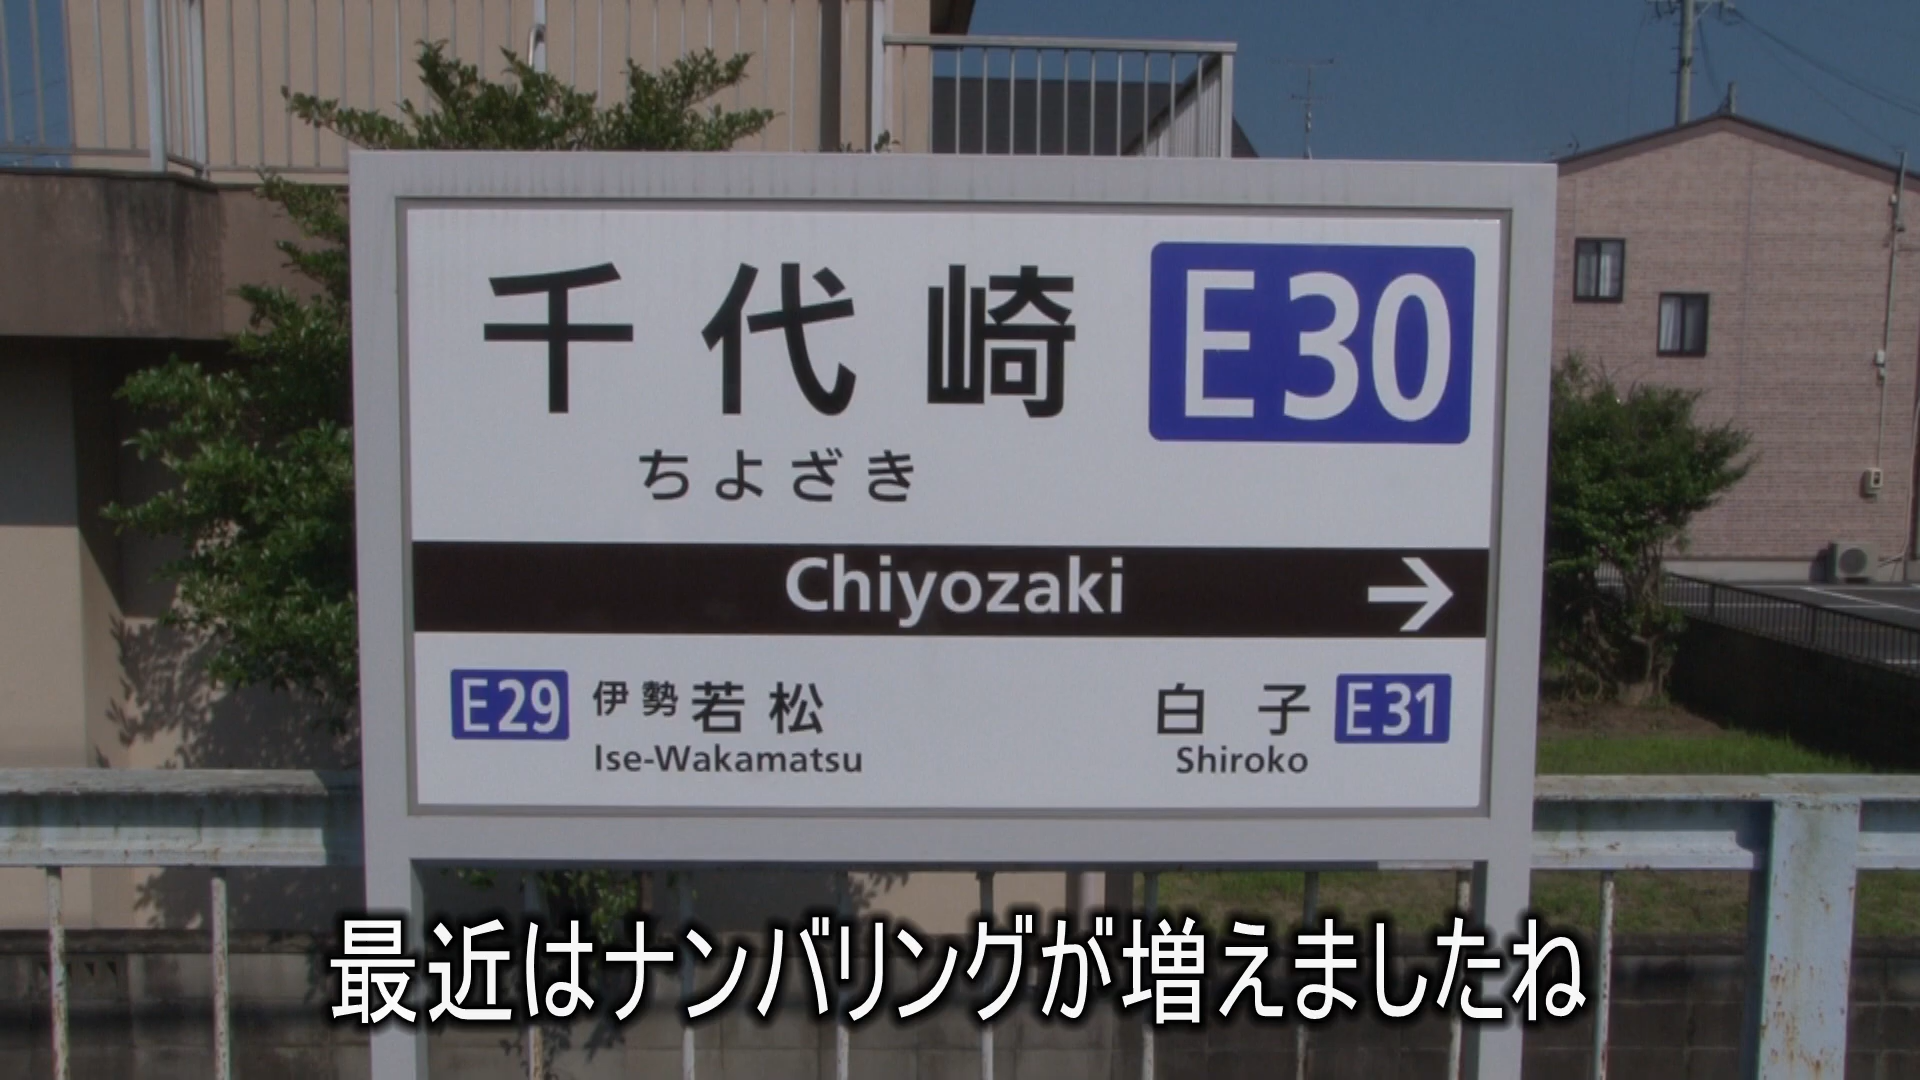 千代崎 E30
ちよざき
Chiyozaki →
E29 伊勢若松 白子 E31
Ise-Wakamatsu Shiroko
最近はナンバリングが増えましたね